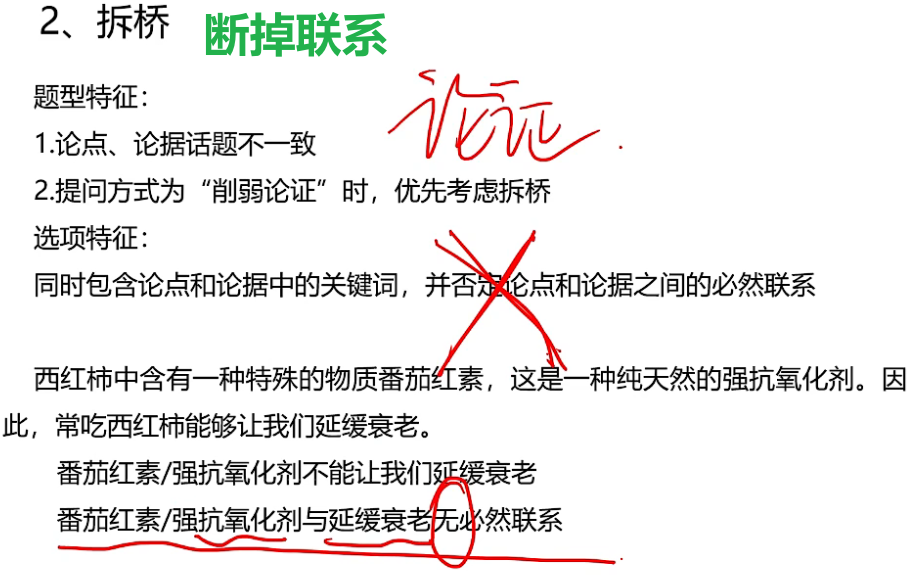 2、拆桥 断掉联系
题型特征：
1.论点、论据话题不一致
论证
2.提问方式为“削弱论证”时，优先考虑拆桥
选项特征：
同时包含论点和论据中的关键词，并否定论点和论据之间的必然联系
西红柿中含有一种特殊的物质番茄红素，这是一种纯天然的强抗氧化剂。因
此，常吃西红柿能够让我们延缓衰老。
番茄红素/强抗氧化剂不能让我们延缓衰老
番茄红素/强抗氧化剂与延缓衰老无必然联系